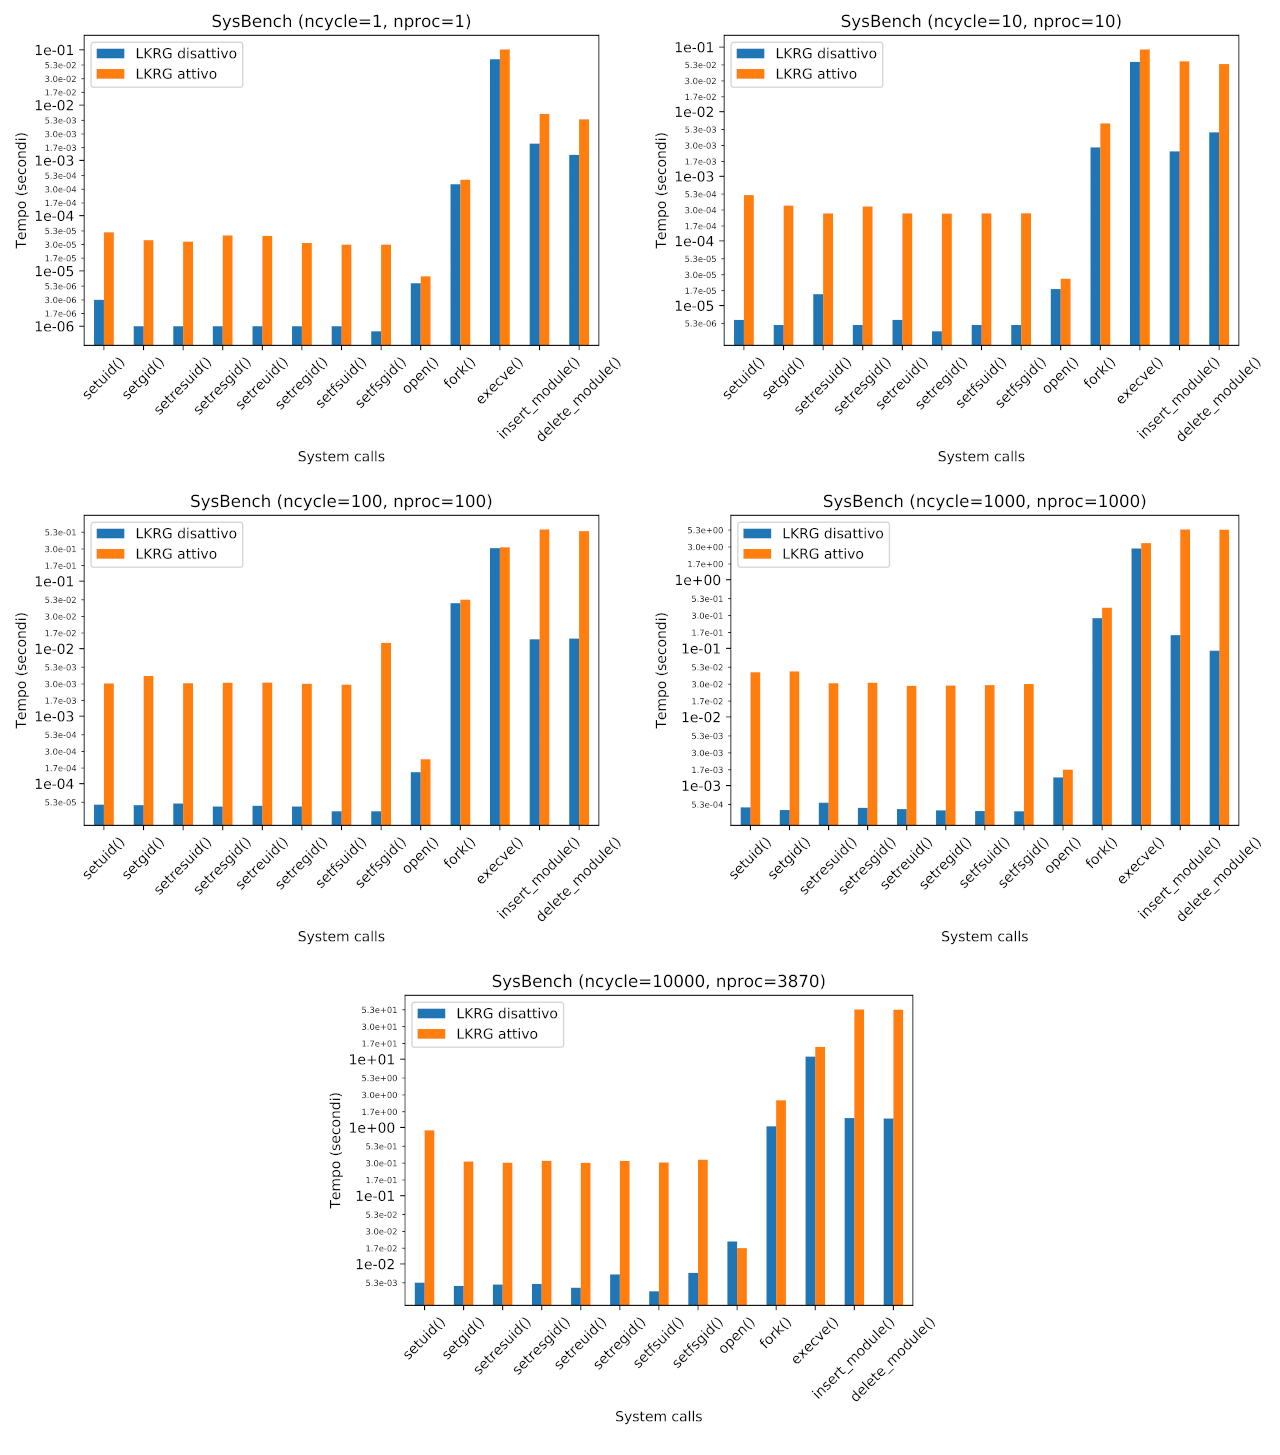 SysBench (ncycle=1, nproc=1)
LKRG disattivo
LKRG attivo
Tempo (secondi)
1e-01
5.3e-02
3.0e-02
1.7e-02
1e-02
5.3e-03
3.0e-03
1.7e-03
1e-03
5.3e-04
3.0e-04
1.7e-04
1e-04
5.3e-05
3.0e-05
1.7e-05
1e-05
5.3e-06
3.0e-06
1e-06
setuid()
setgid()
setresuid()
setresgid()
setreuid()
setregid()
setfsuid()
setfsgid()
open()
fork()
execve()
insert_module()
delete_module()
System calls
SysBench (ncycle=10, nproc=10)
LKRG disattivo
LKRG attivo
Tempo (secondi)
1e-01
5.3e-02
3.0e-02
1.7e-02
1e-02
5.3e-03
3.0e-03
1.7e-03
1e-03
5.3e-04
3.0e-04
1.7e-04
1e-04
5.3e-05
3.0e-05
1.7e-05
1e-05
5.3e-06
setuid()
setgid()
setresuid()
setresgid()
setreuid()
setregid()
setfsuid()
setfsgid()
open()
fork()
execve()
insert_module()
delete_module()
System calls
SysBench (ncycle=100, nproc=100)
LKRG disattivo
LKRG attivo
Tempo (secondi)
5.3e-01
3.0e-01
1.7e-01
1e-01
5.3e-02
3.0e-02
1.7e-02
1e-02
5.3e-03
3.0e-03
1.7e-03
1e-03
5.3e-04
3.0e-04
1.7e-04
1e-04
5.3e-05
setuid()
setgid()
setresuid()
setresgid()
setreuid()
setregid()
setfsuid()
setfsgid()
open()
fork()
execve()
insert_module()
delete_module()
System calls
SysBench (ncycle=1000, nproc=1000)
LKRG disattivo
LKRG attivo
Tempo (secondi)
5.3e+00
3.0e+00
1.7e+00
1e+00
5.3e-01
3.0e-01
1.7e-01
1e-01
5.3e-02
3.0e-02
1.7e-02
1e-02
5.3e-03
3.0e-03
1.7e-03
1e-03
5.3e-04
setuid()
setgid()
setresuid()
setresgid()
setreuid()
setregid()
setfsuid()
setfsgid()
open()
fork()
execve()
insert_module()
delete_module()
System calls
SysBench (ncycle=10000, nproc=3870)
LKRG disattivo
LKRG attivo
Tempo (secondi)
5.3e+01
3.0e+01
1.7e+01
1e+01
5.3e+00
3.0e+00
1.7e+00
1e+00
5.3e-01
3.0e-01
1.7e-01
1e-01
5.3e-02
3.0e-02
1.7e-02
1e-02
5.3e-03
setuid()
setgid()
setresuid()
setresgid()
setreuid()
setregid()
setfsuid()
setfsgid()
open()
fork()
execve()
insert_module()
delete_module()
System calls